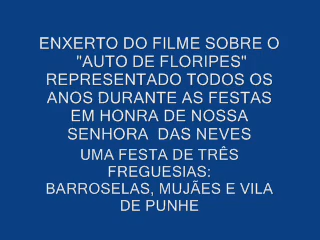 ENXERTO DO FILME SOBRE O
"AUTO DE FLORIPES"
REPRESENTADO TODOS OS
ANOS DURANTE AS FESTAS
EM HONRA DE NOSSA
SENHORA DAS NEVES
UMA FESTA DE TRÊS
FREGUESIAS:
BARROSELAS, MUJÃES E VILA
DE PUNHE